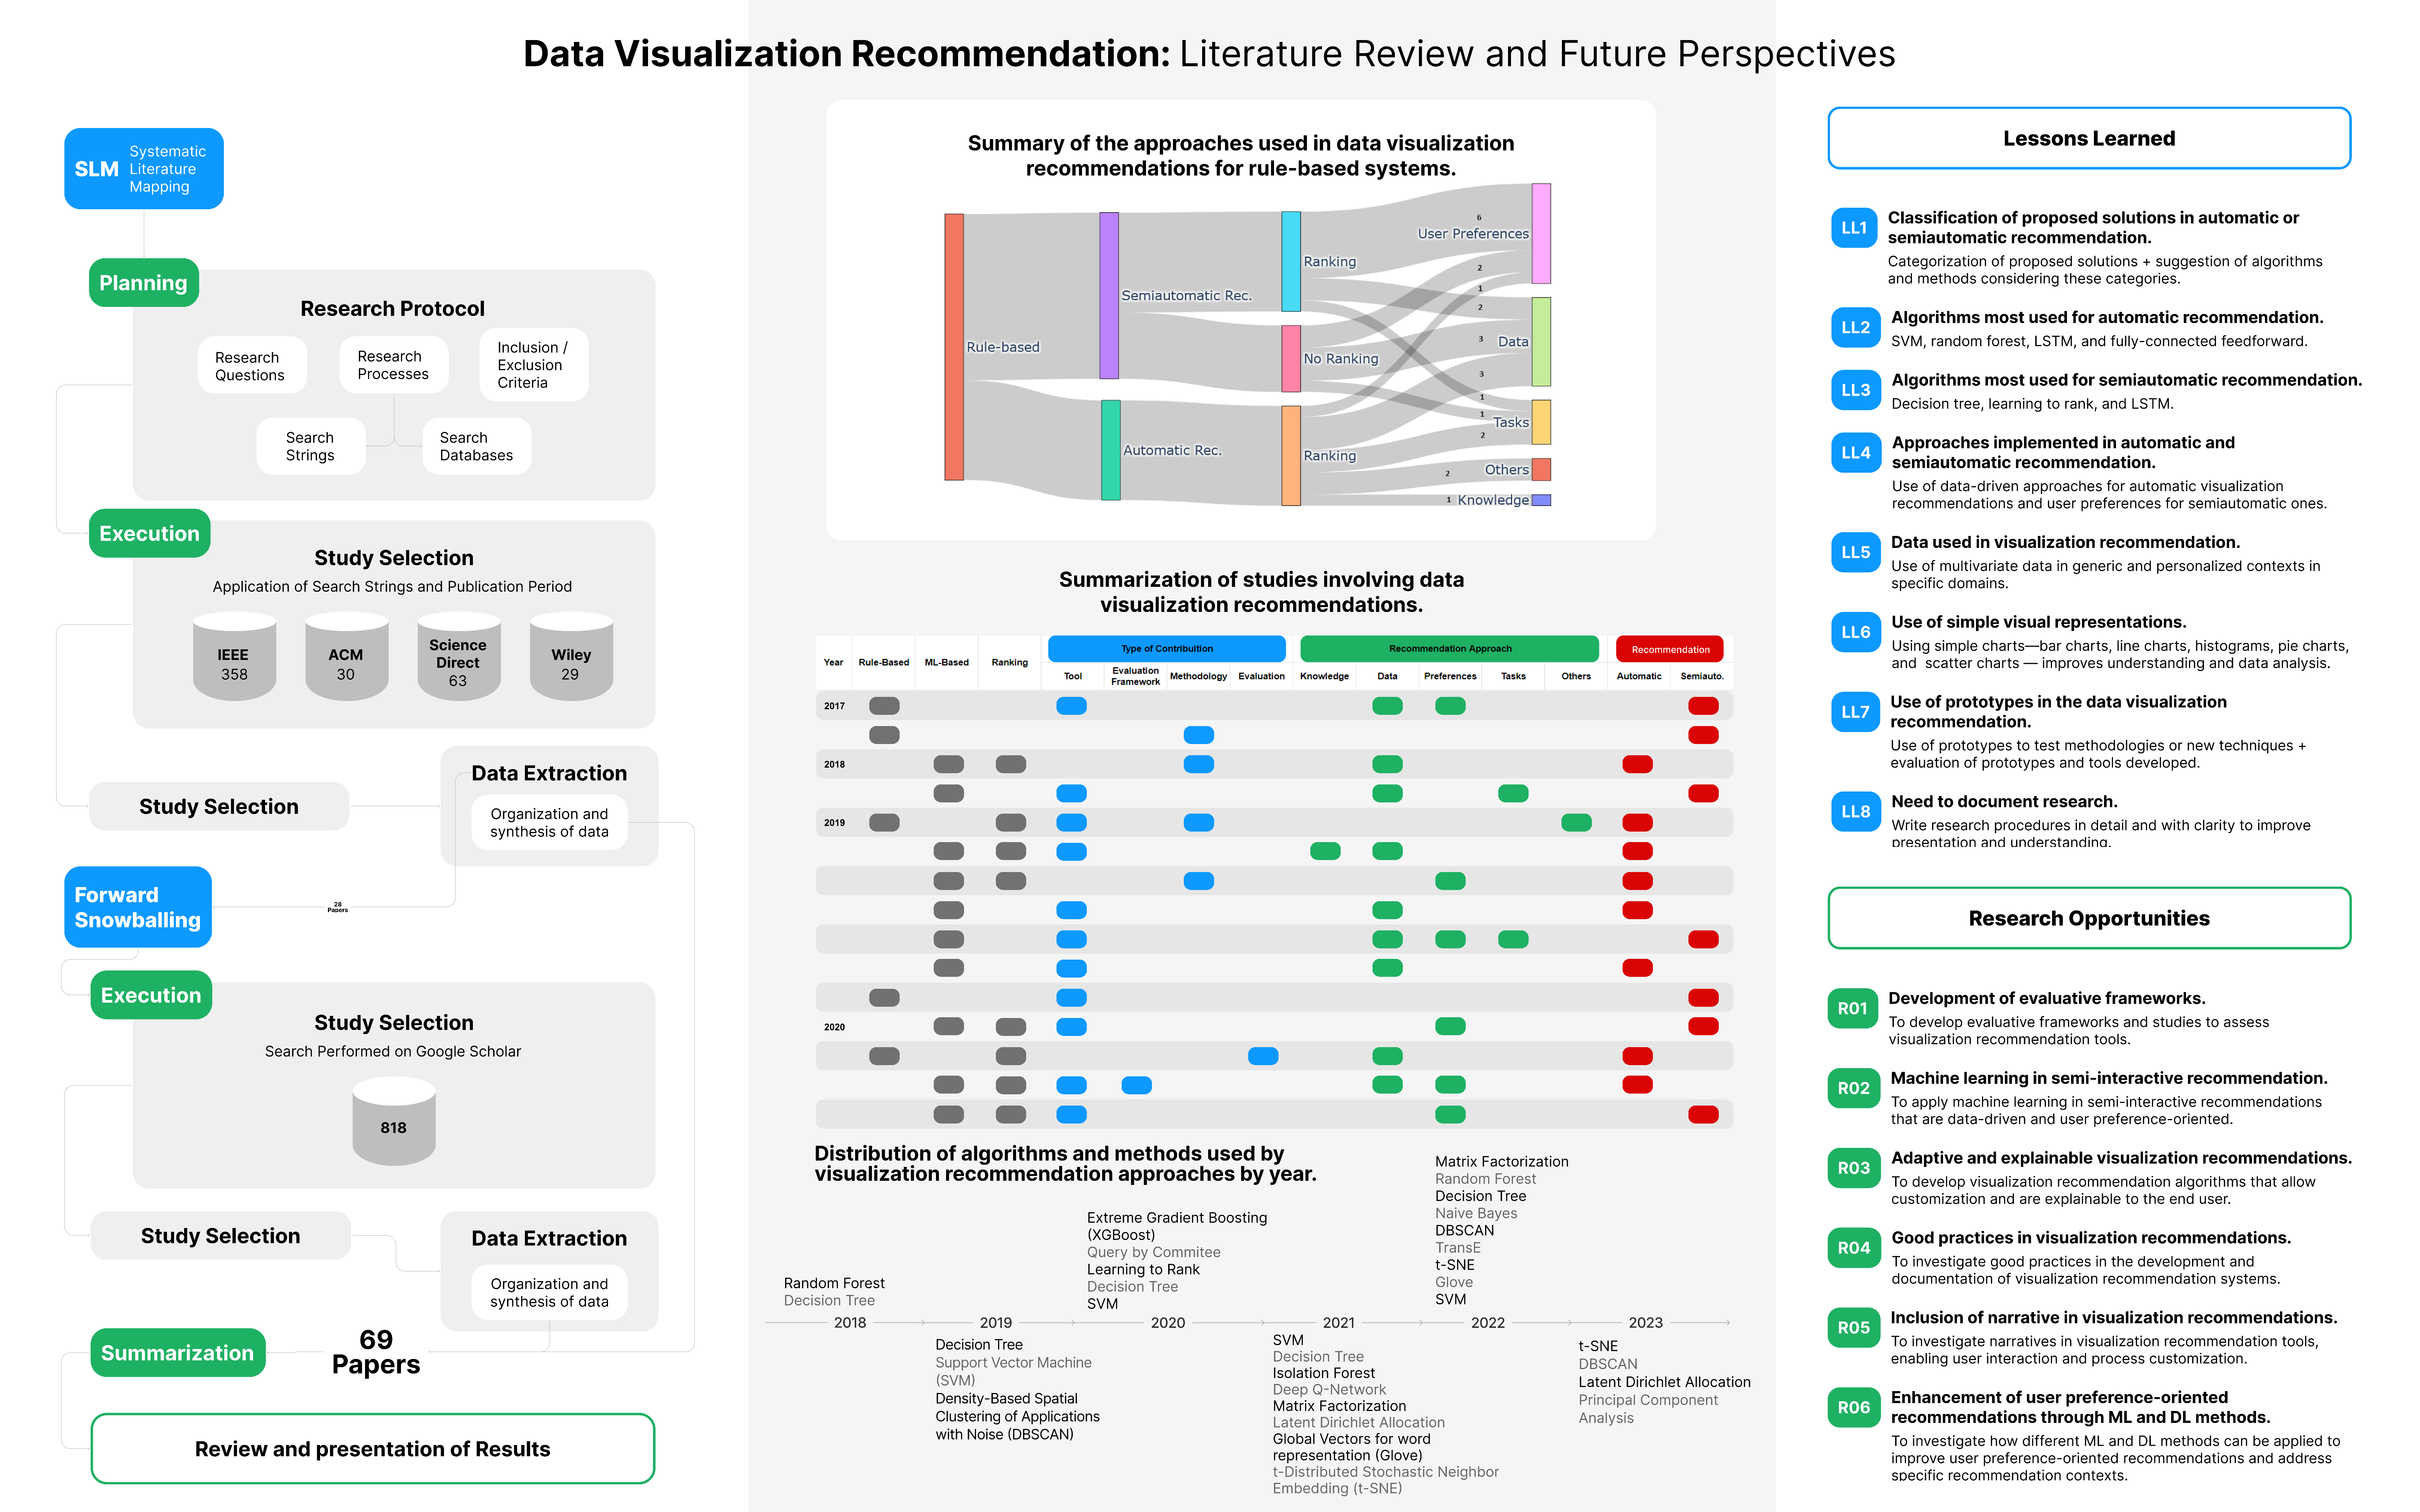 Data Visualization Recommendation: Literature Review and Future Perspectives
SLM
Systematic
Literature
Mapping
Planning
Research Protocol
Research
Questions
Research
Processes
Inclusion /
Exclusion
Criteria
Search
Strings
Search
Databases
Execution
Study Selection
Application of Search Strings and Publication Period
IEEE
358
ACM
30
Science
Direct
63
Wiley
29
Study Selection
Data Extraction
Organization and
synthesis of data
Forward
Snowballing
28
Papers
Execution
Study Selection
Search Performed on Google Scholar
818
Study Selection
Data Extraction
Organization and
synthesis of data
Summarization
69
Papers
Review and presentation of Results
Summary of the approaches used in data visualization
recommendations for rule-based systems.
Rule-based
Semiautomatic Rec.
Automatic Rec.
Ranking
No Ranking
Ranking
6
User Preferences
2
1
2
3
Data
3
1
1
Tasks
2
2
Others
1
Knowledge
Summarization of studies involving data
visualization recommendations.
Year
Rule-Based
ML-Based
Ranking
Type of Contribuition
Tool
Evaluation
Framework
Methodology
Evaluation
Recommendation Approach
Knowledge
Data
Preferences
Tasks
Others
Recommendation
Automatic
Semiauto.
2017
2018
2019
2020
Distribution of algorithms and methods used by
visualization recommendation approaches by year.
Random Forest
Decision Tree
2018
2019
Decision Tree
Support Vector Machine
(SVM)
Density-Based Spatial
Clustering of Applications
with Noise (DBSCAN)
Extreme Gradient Boosting
(XGBoost)
Query by Commitee
Learning to Rank
Decision Tree
SVM
2020
2021
SVM
Decision Tree
Isolation Forest
Deep Q-Network
Matrix Factorization
Latent Dirichlet Allocation
Global Vectors for word
representation (Glove)
t-Distributed Stochastic Neighbor
Embedding (t-SNE)
Matrix Factorization
Random Forest
Decision Tree
Naive Bayes
DBSCAN
TransE
t-SNE
Glove
SVM
2022
2023
t-SNE
DBSCAN
Latent Dirichlet Allocation
Principal Component
Analysis
Lessons Learned
LL1
Classification of proposed solutions in automatic or
semiautomatic recommendation.
Categorization of proposed solutions + suggestion of algorithms
and methods considering these categories.
LL2
Algorithms most used for automatic recommendation.
SVM, random forest, LSTM, and fully-connected feedforward.
LL3
Algorithms most used for semiautomatic recommendation.
Decision tree, learning to rank, and LSTM.
LL4
Approaches implemented in automatic and
semiautomatic recommendation.
Use of data-driven approaches for automatic visualization
recommendations and user preferences for semiautomatic ones.
LL5
Data used in visualization recommendation.
Use of multivariate data in generic and personalized contexts in
specific domains.
LL6
Use of simple visual representations.
Using simple charts—bar charts, line charts, histograms, pie charts,
and scatter charts — improves understanding and data analysis.
LL7
Use of prototypes in the data visualization
recommendation.
Use of prototypes to test methodologies or new techniques +
evaluation of prototypes and tools developed.
LL8
Need to document research.
Write research procedures in detail and with clarity to improve
presentation and understanding.
Research Opportunities
R01
Development of evaluative frameworks.
To develop evaluative frameworks and studies to assess
visualization recommendation tools.
R02
Machine learning in semi-interactive recommendation.
To apply machine learning in semi-interactive recommendations
that are data-driven and user preference-oriented.
R03
Adaptive and explainable visualization recommendations.
To develop visualization recommendation algorithms that allow
customization and are explainable to the end user.
R04
Good practices in visualization recommendations.
To investigate good practices in the development and
documentation of visualization recommendation systems.
R05
Inclusion of narrative in visualization recommendations.
To investigate narratives in visualization recommendation tools,
enabling user interaction and process customization.
R06
Enhancement of user preference-oriented
recommendations through ML and DL methods.
To investigate how different ML and DL methods can be applied to
improve user preference-oriented recommendations and address
specific recommendation contexts.